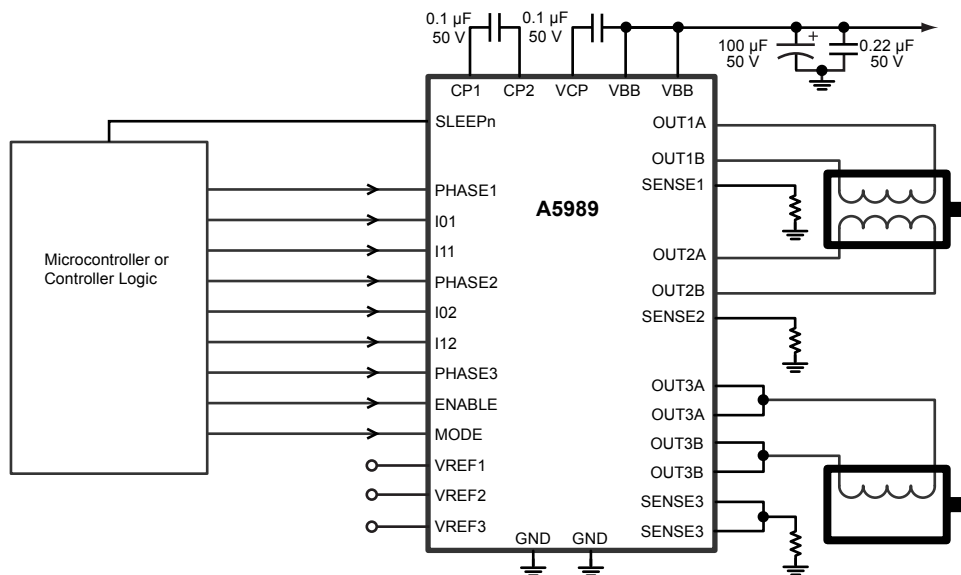 0.1 µF
50 V
0.1 µF
50 V
100 µF
50 V
+
0.22 µF
50 V
CP1
CP2
VCP
VBB
VBB
SLEEPn
OUT1A
OUT1B
SENSE1
PHASE1
A5989
I01
I11
Microcontroller or
Controller Logic
OUT2A
PHASE2
OUT2B
I02
SENSE2
I12
PHASE3
OUT3A
ENABLE
OUT3A
MODE
OUT3B
VREF1
OUT3B
VREF2
SENSE3
VREF3
SENSE3
GND
GND